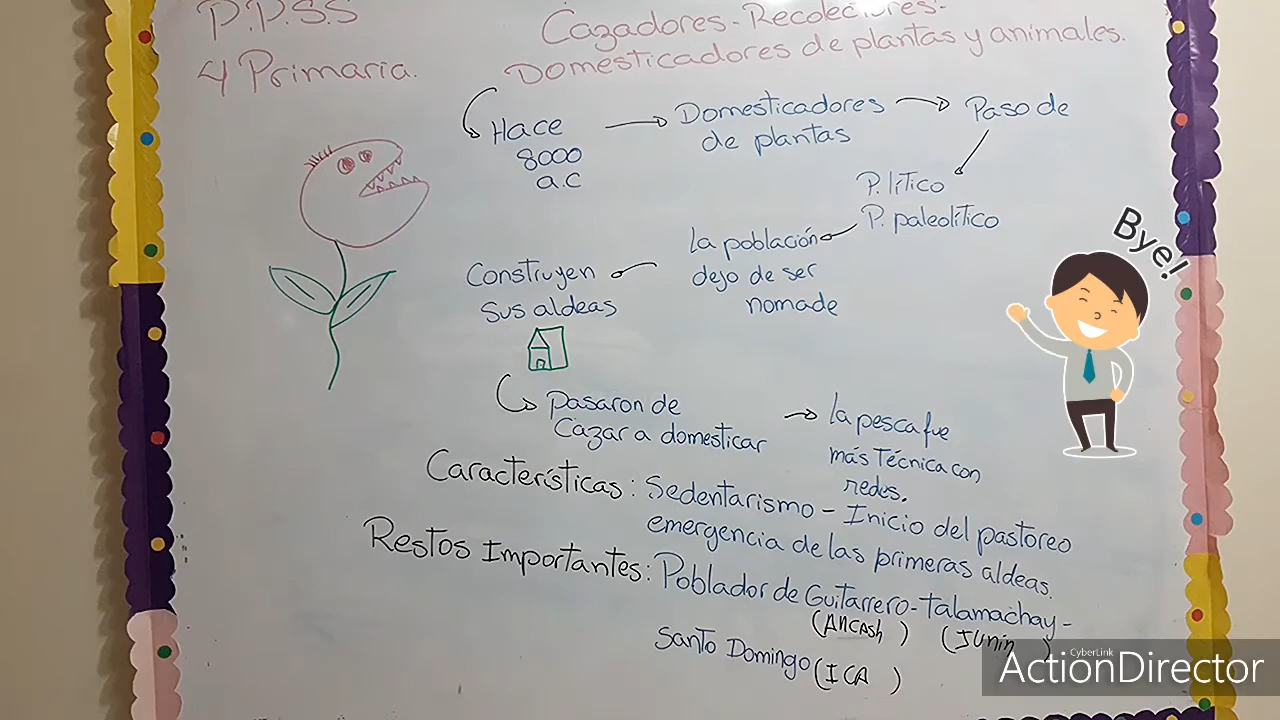 P.P.S.S
4 Primaria.
Cazadores - Recolectores -
Domesticadores de plantas y animales.
Hace
8000
a.c
Domesticadores
de plantas
Paso de
P. lítico
P. paleolítico
La población
dejo de ser
nomade
Construyen
sus aldeas
Pasaron de
Cazar a domesticar
la pesca fue
más Técnica con
redes.
Características: Sedentarismo - Inicio del pastoreo
emergencia de las primeras aldeas.
Restos Importantes: Poblador de Guitarrero - Talamachay -
(Ancash) (Junin)
Santo Domingo (ICA)
Bye!
CyberLink
ActionDirector